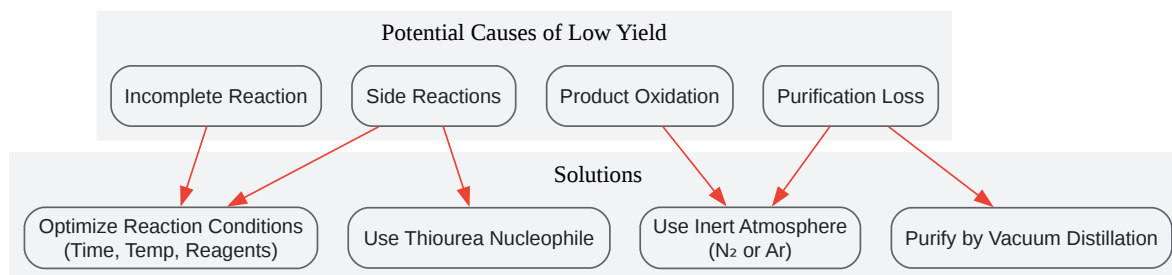 Potential Causes of Low Yield
Incomplete Reaction
Side Reactions
Product Oxidation
Purification Loss
Solutions
Optimize Reaction Conditions
(Time, Temp, Reagents)
Use Thiourea Nucleophile
Use Inert Atmosphere
(N₂ or Ar)
Purify by Vacuum Distillation